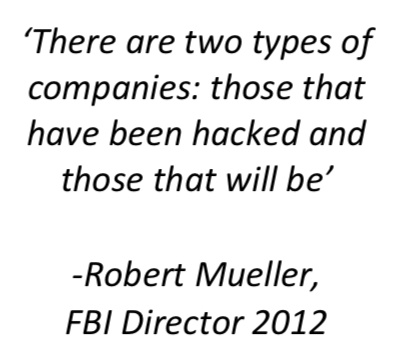 ‘There are two types of
companies: those that
have been hacked and
those that will be’
-Robert Mueller,
FBI Director 2012